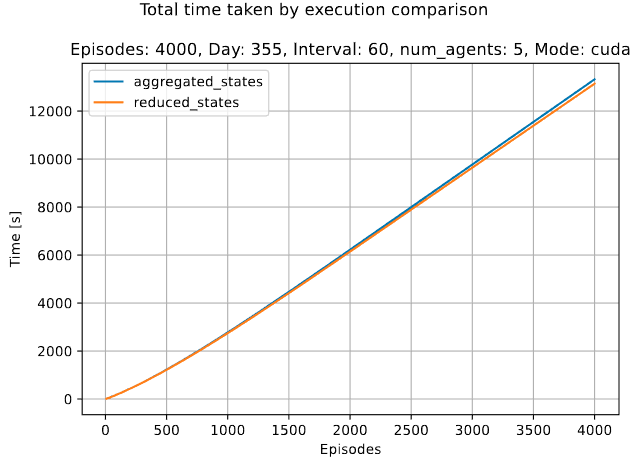 Total time taken by execution comparison
Episodes: 4000, Day: 355, Interval: 60, num_agents: 5, Mode: cuda
aggregated_states
reduced_states
12000
10000
8000
6000
4000
2000
0
Time [s]
0 500 1000 1500 2000 2500 3000 3500 4000
Episodes